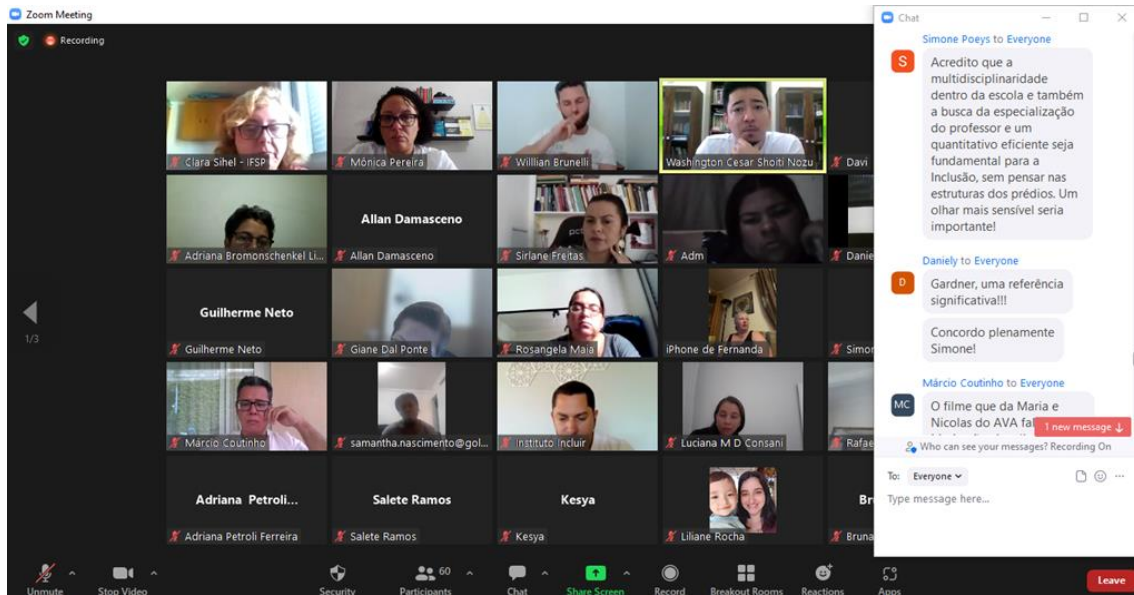 Zoom Meeting
Recording
Clara Sihel - IFSP
Mônica Pereira
Willlian Brunelli
Washington Cesar Shoiti Nozu
Davi
Adriana Bromonschenkel Li...
Allan Damasceno
Allan Damasceno
Sirlane Freitas
Adm
Danie
1/3
Guilherme Neto
Guilherme Neto
Giane Dal Ponte
Rosangela Maia
iPhone de Fernanda
Simor
Márcio Coutinho
samantha.nascimento@gol...
Instituto Incluir
Luciana M D Consani
Rafae
Adriana Petroli...
Adriana Petroli Ferreira
Salete Ramos
Salete Ramos
Kesya
Kesya
Liliane Rocha
Br
Bruna
Unmute
Stop Video
Security
60
Participants
Chat
Share Screen
Record
Breakout Rooms
Reactions
Apps
Leave
Chat
Simone Poeys to Everyone
S
Acredito que a
multidisciplinaridade
dentro da escola e também
a busca da especialização
do professor e um
quantitativo eficiente seja
fundamental para a
Inclusão, sem pensar nas
estruturas dos prédios. Um
olhar mais sensível seria
importante!
Daniely to Everyone
D
Gardner, uma referência
significativa!!!
Concordo plenamente
Simone!
Márcio Coutinho to Everyone
MC
O filme que da Maria e
Nicolas do AVA fal
1 new message
Who can see your messages? Recording On
To: Everyone
Type message here...